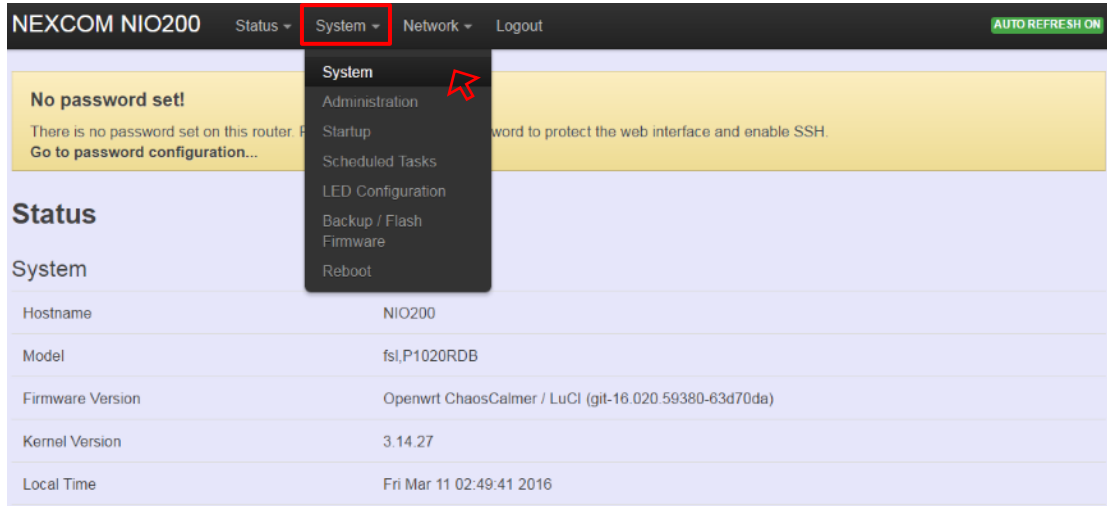 NEXCOM NIO200 Status System Network Logout AUTO REFRESH ON
System
Administration
Startup
Scheduled Tasks
LED Configuration
Backup / Flash
Firmware
Reboot
No password set!
There is no password set on this router. word to protect the web interface and enable SSH.
Go to password configuration...
Status
System
Hostname NIO200
Model fsl,P1020RDB
Firmware Version Openwrt ChaosCalmer / LuCI (git-16.020.59380-63d70da)
Kernel Version 3.14.27
Local Time Fri Mar 11 02:49:41 2016